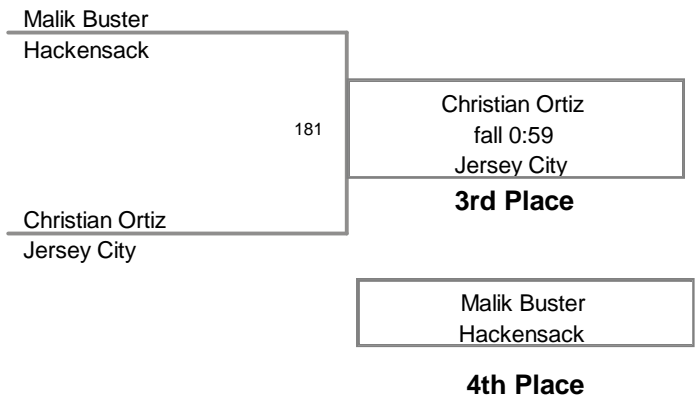 Malik Buster
Hackensack
181
Christian Ortiz
fall 0:59
Jersey City
3rd Place
Christian Ortiz
Jersey City
Malik Buster
Hackensack
4th Place